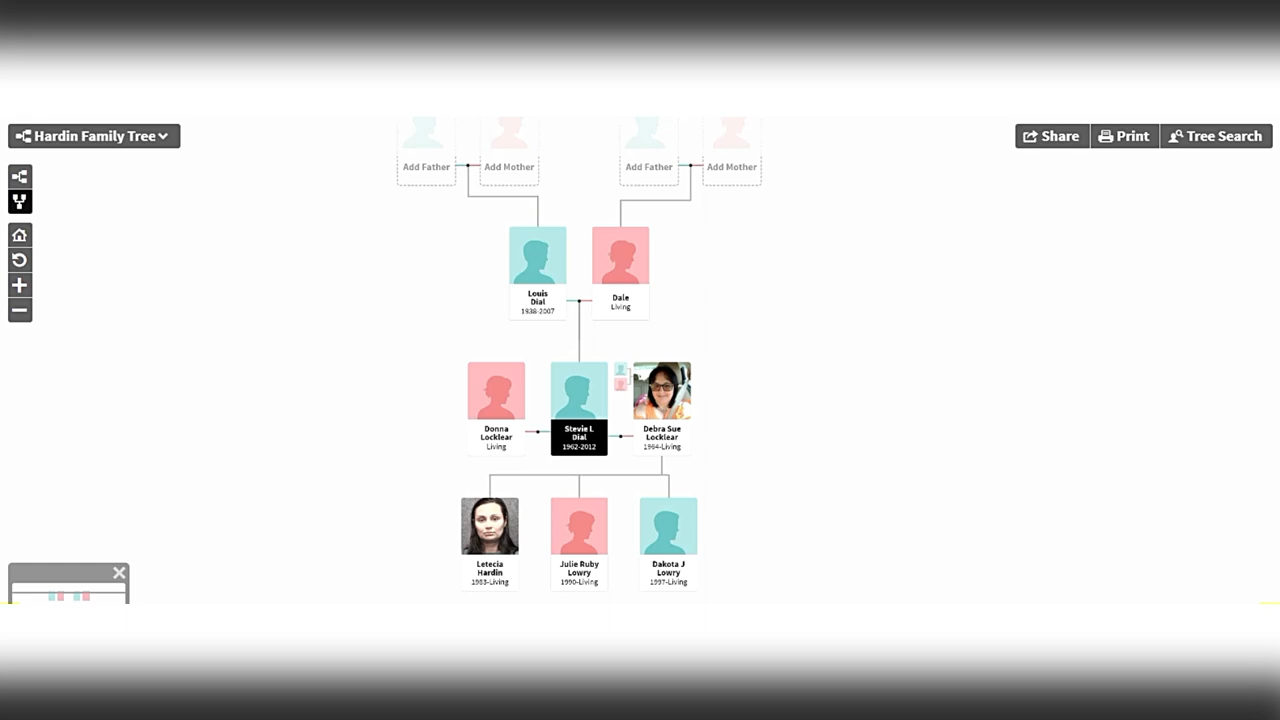 Hardin Family Tree
Share
Print
Tree Search
Add Father
Add Mother
Add Father
Add Mother
Louis
Dial
1938-2007
Dale
Living
Donna
Locklear
Living
Stevie L
Dial
1962-2012
Debra Sue
Locklear
1964-Living
Letecia
Hardin
1983-Living
Julie Ruby
Lowry
1990-Living
Dakota J
Lowry
1997-Living